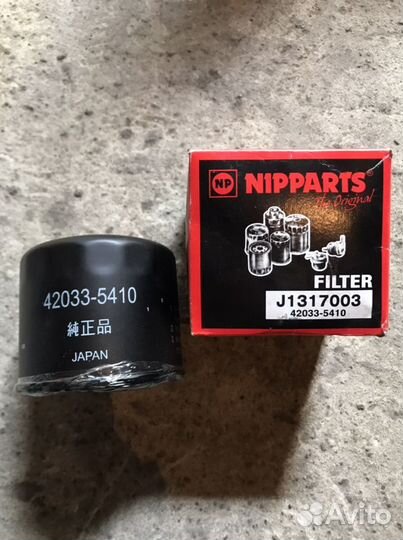 42033-5410
純正品
JAPAN
NP
NIPPARTS
The Original
FILTER
J1317003
42033-5410
Avito